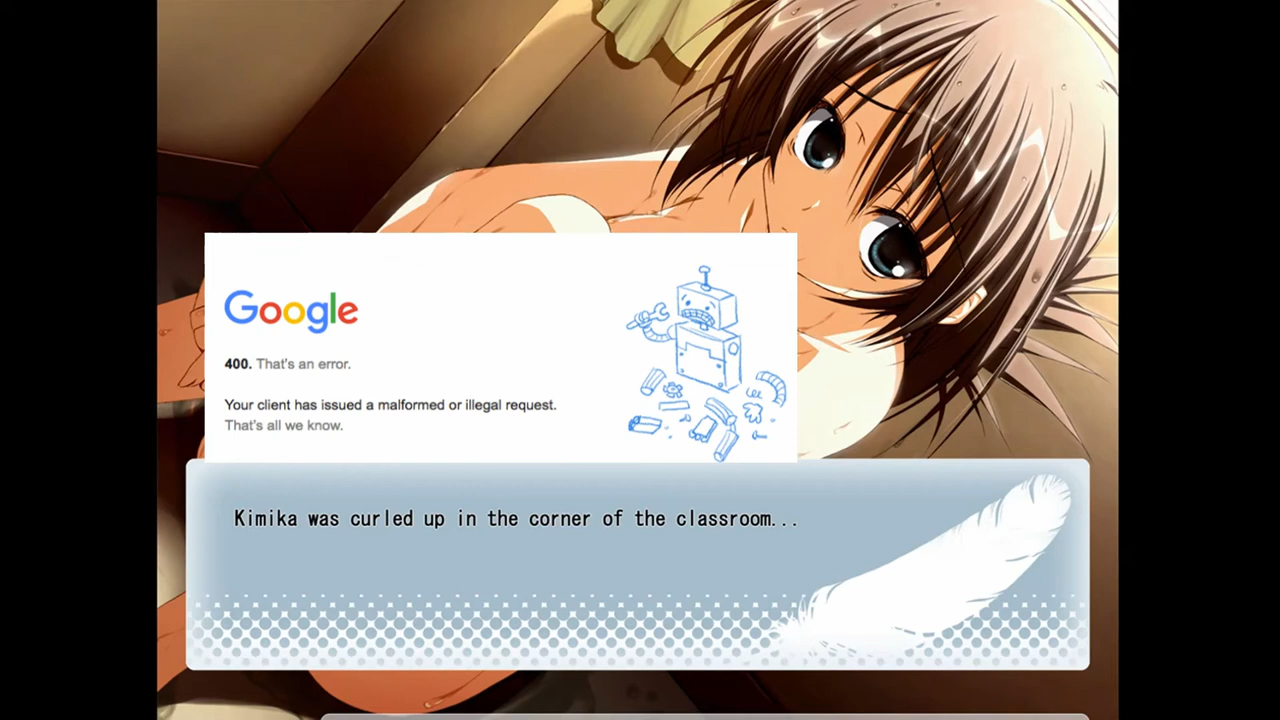 Google
400. That's an error.
Your client has issued a malformed or illegal request.
That's all we know.
Kimika was curled up in the corner of the classroom...